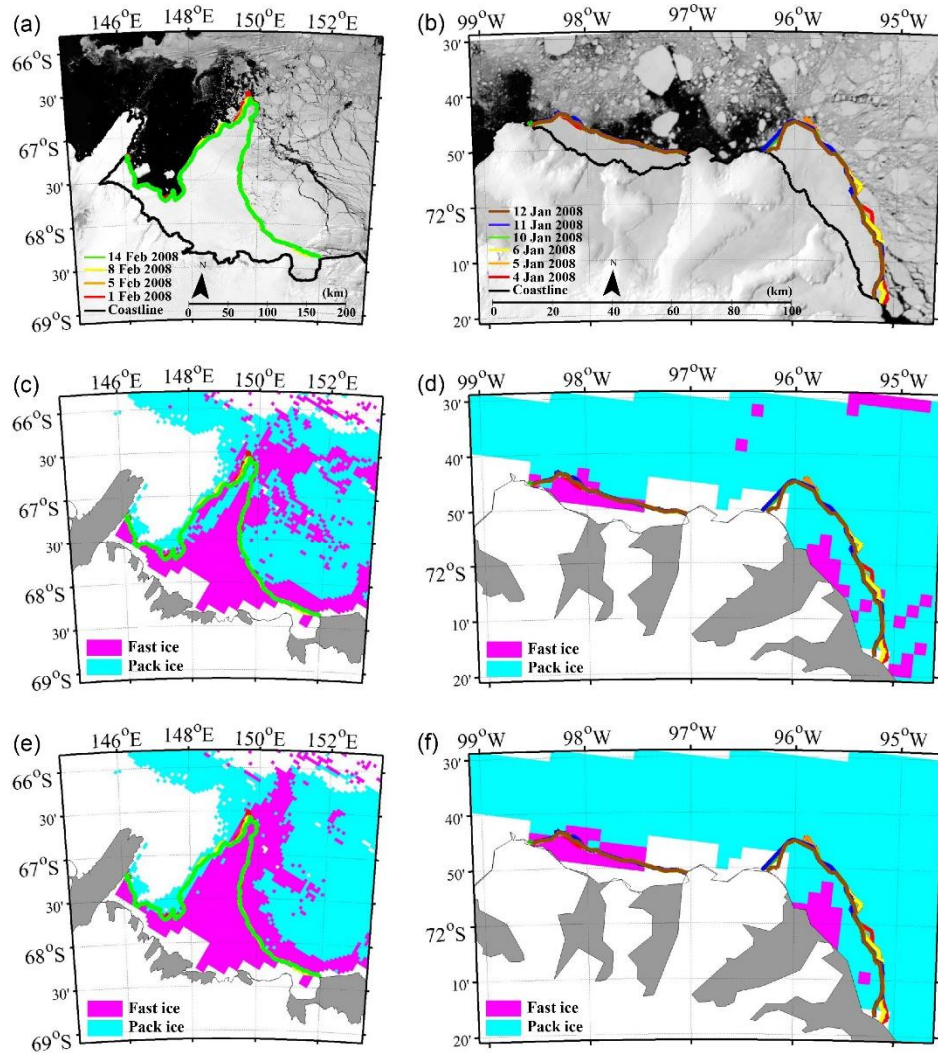 (a)
146°E
148°E
150°E
152°E
66°S
30'
67°S
30'
68°S
30'
69°S
14 Feb 2008
8 Feb 2008
5 Feb 2008
1 Feb 2008
Coastline
N
(km)
0 50 100 150 200
(b)
99°W
98°W
97°W
96°W
95°W
30'
40'
50'
72°S
10'
20'
12 Jan 2008
11 Jan 2008
10 Jan 2008
6 Jan 2008
5 Jan 2008
4 Jan 2008
Coastline
N
(km)
0 20 40 60 80 100
(c)
146°E
148°E
150°E
152°E
66°S
30'
67°S
30'
68°S
30'
69°S
Fast ice
Pack ice
(d)
99°W
98°W
97°W
96°W
95°W
30'
40'
50'
72°S
10'
20'
Fast ice
Pack ice
(e)
146°E
148°E
150°E
152°E
66°S
30'
67°S
30'
68°S
30'
69°S
Fast ice
Pack ice
(f)
99°W
98°W
97°W
96°W
95°W
30'
40'
50'
72°S
10'
20'
Fast ice
Pack ice